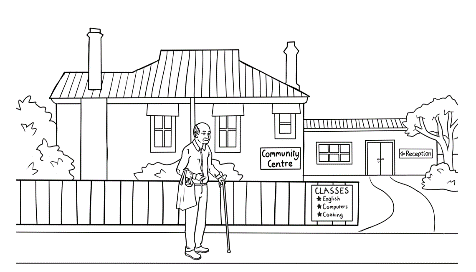 Community
Centre
←Reception
CLASSES
★ English
★ Computers
★ Cooking